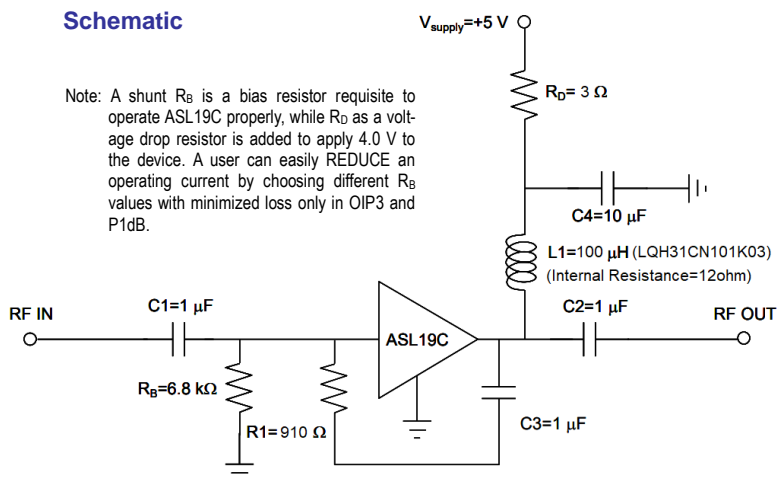 Schematic
Vsupply=+5 V
RD= 3 Ω
Note: A shunt RB is a bias resistor requisite to
operate ASL19C properly, while RD as a volt-
age drop resistor is added to apply 4.0 V to
the device. A user can easily REDUCE an
operating current by choosing different RB
values with minimized loss only in OIP3 and
P1dB.
C4=10 µF
L1=100 µH (LQH31CN101K03)
(Internal Resistance=12ohm)
RF IN
C1=1 µF
C2=1 µF
RF OUT
ASL19C
RB=6.8 kΩ
R1= 910 Ω
C3=1 µF